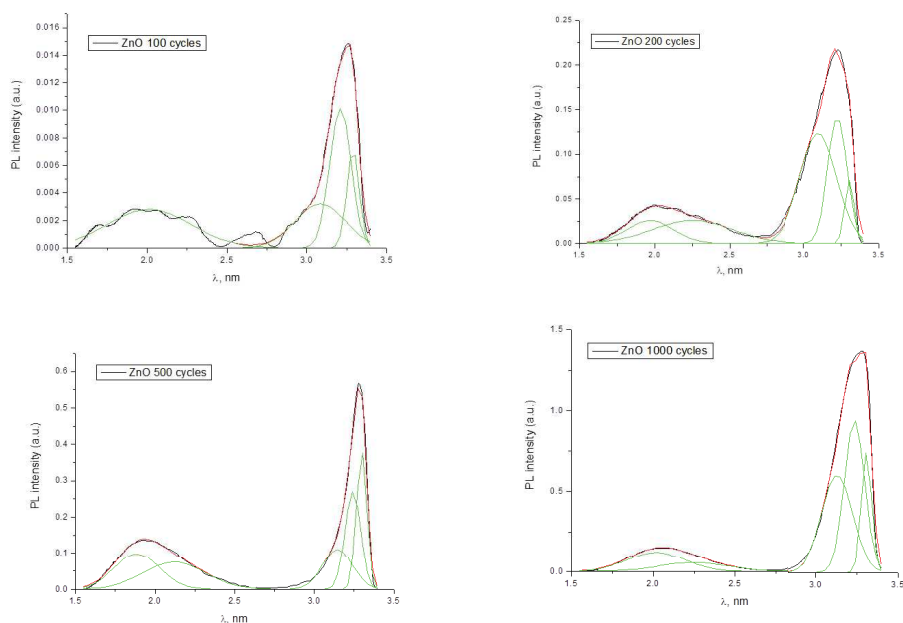 ZnO 100 cycles
PL intensity (a.u.)
0.016
0.014
0.012
0.010
0.008
0.006
0.004
0.002
0.000
1.5 2.0 2.5 3.0 3.5
λ, nm
ZnO 200 cycles
PL intensity (a.u.)
0.25
0.20
0.15
0.10
0.05
0.00
1.5 2.0 2.5 3.0 3.5
λ, nm
ZnO 500 cycles
PL intensity (a.u.)
0.6
0.5
0.4
0.3
0.2
0.1
0.0
1.5 2.0 2.5 3.0 3.5
λ, nm
ZnO 1000 cycles
PL intensity (a.u.)
1.5
1.0
0.5
0.0
1.5 2.0 2.5 3.0 3.5
λ, nm